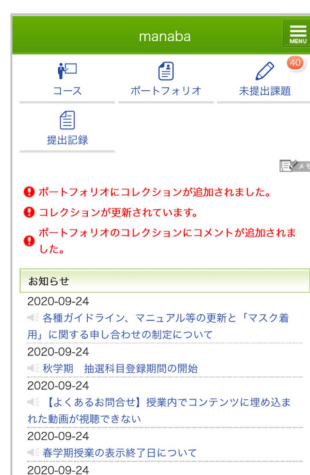 manaba
MENU
40
コース
ポートフォリオ
未提出課題
提出記録
ポートフォリオにコレクションが追加されました。
コレクションが更新されています。
ポートフォリオのコレクションにコメントが追加されま
した。
お知らせ
2020-09-24
各種ガイドライン、マニュアル等の更新と「マスク着
用」に関する申し合わせの制定について
2020-09-24
秋学期 抽選科目登録期間の開始
2020-09-24
【よくあるお問合せ】授業内でコンテンツに埋め込ま
れた動画が視聴できない
2020-09-24
春学期授業の表示終了日について
2020-09-24